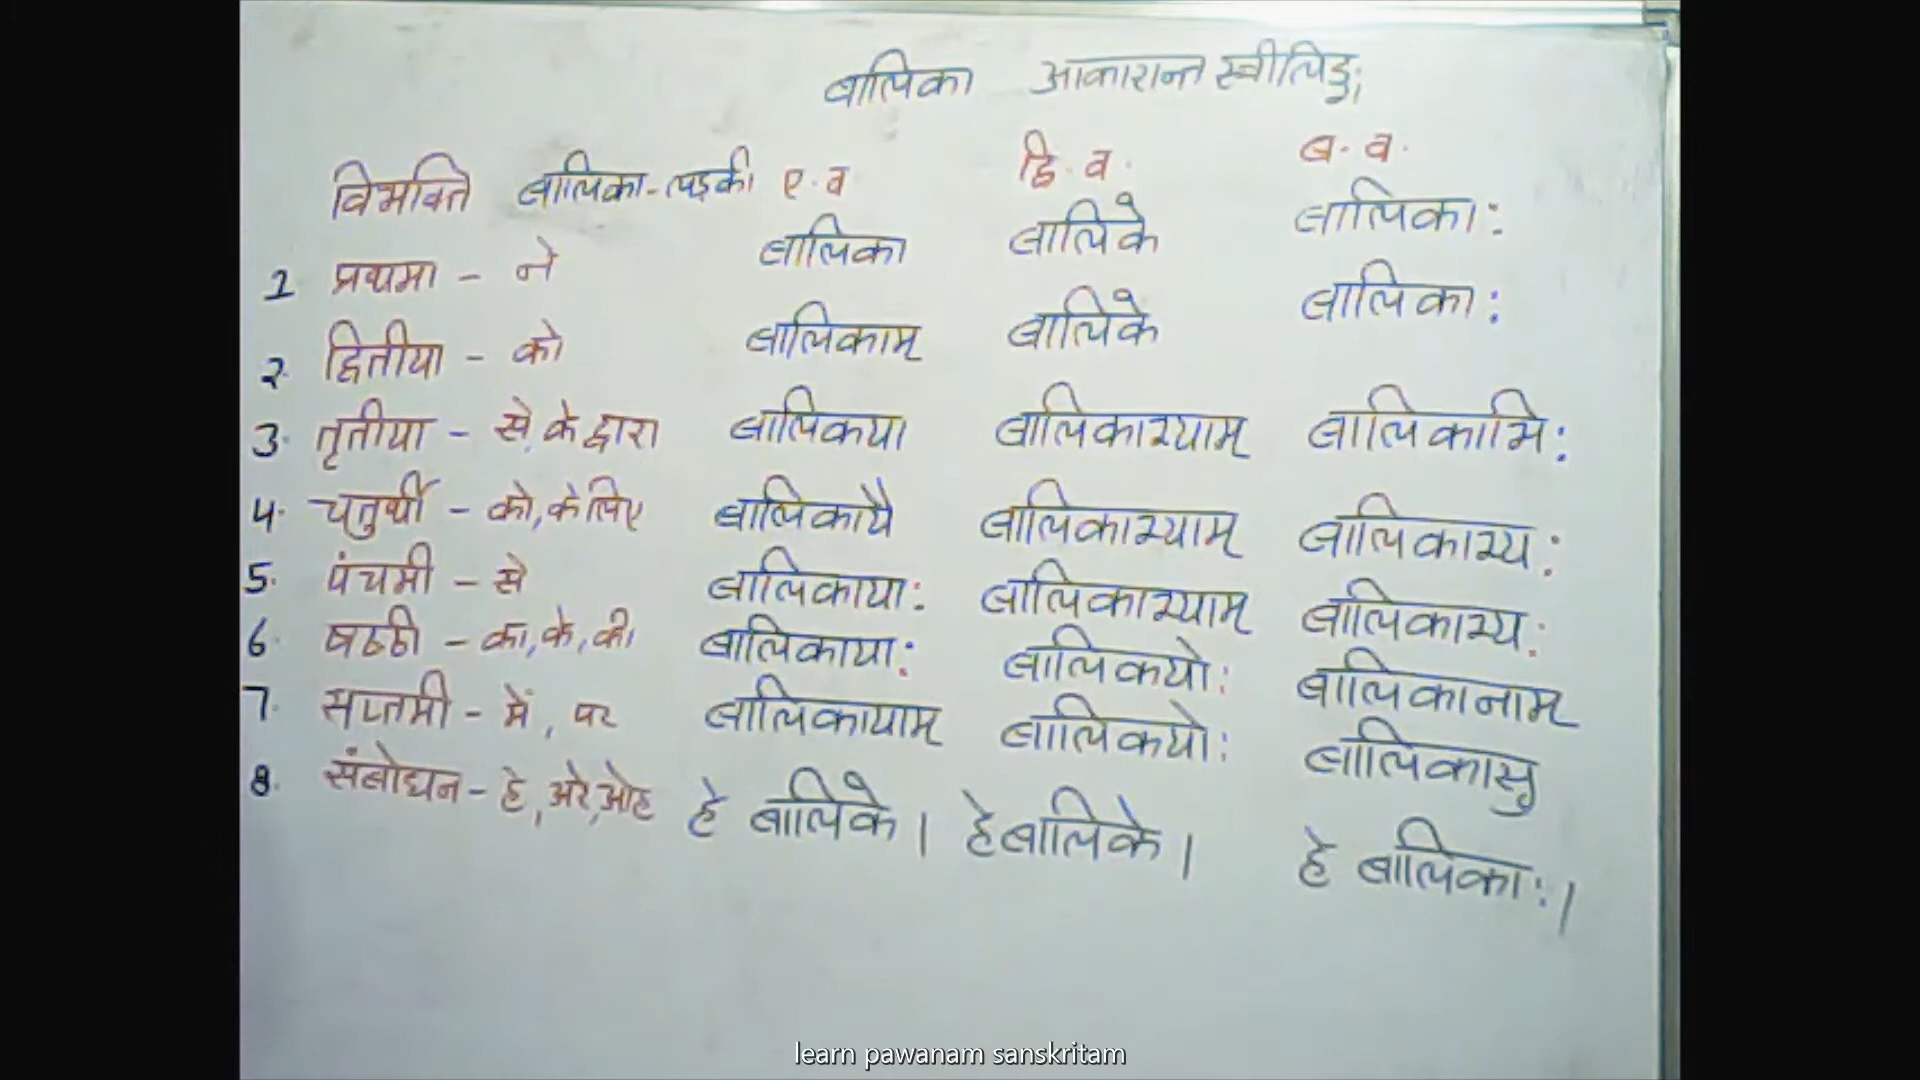 बालिका आकारान्त स्त्रीलिङ्ग
विभक्ति बालिका-लड़की ए.व द्वि.व. ब.व.
1 प्रथमा - ने बालिका बालिके बालिका:
2. द्वितीया - को बालिकाम् बालिके बालिका:
3. तृतीया - से, के द्वारा बालिकया बालिकाभ्याम् बालिकाभि:
4. चतुर्थी - को, के लिए बालिकायै बालिकाभ्याम् बालिकाभ्य:
5. पंचमी - से बालिकाया: बालिकाभ्याम् बालिकाभ्य:
6. षष्ठी - का, के, की बालिकाया: बालिकयो: बालिकानाम्
7. सप्तमी - में, पर बालिकायाम् बालिकयो: बालिकासु
8. संबोधन - हे, अरे, ओह हे बालिके। हे बालिके। हे बालिका:।
learn pawanam sanskritam